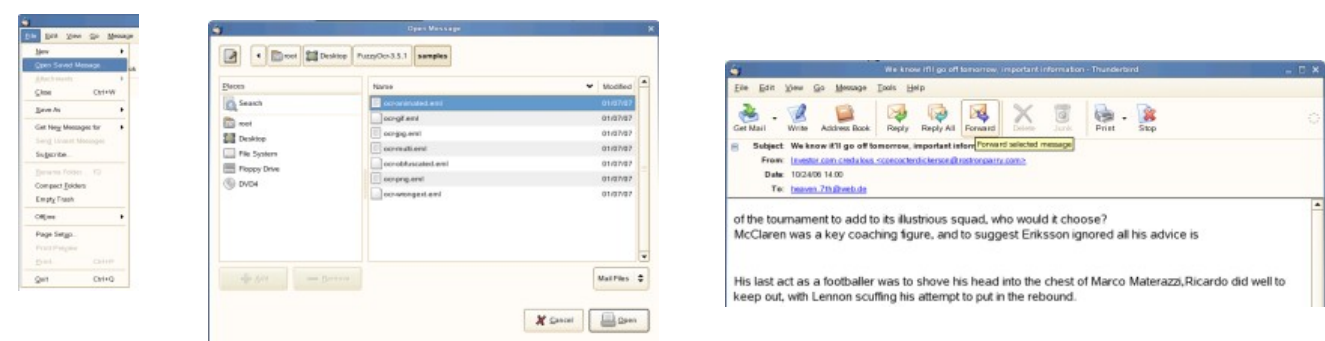 File Edit View Go Message
New
Open Saved Message
Attachments
Close Ctrl+W
Save As
Get New Messages for
Send Unsent Messages
Subscribe...
Rename Folder F2
Compact Folders
Empty Trash
Offline
Page Setup...
Print Preview
Print... Ctrl+P
Quit Ctrl+Q
Open Message
root Desktop FuzzyOcr-3.5.1 samples
Places
Search
root
Desktop
File System
Floppy Drive
DVD4
Name Modified
ocr-animated.eml 01/07/07
ocr-gif.eml 01/07/07
ocr-jpg.eml 01/07/07
ocr-multi.eml 01/07/07
ocr-obfuscated.eml 01/07/07
ocr-png.eml 01/07/07
ocr-wrongext.eml 01/07/07
Add Remove
Mail Files
Cancel Open
We know it'll go off tomorrow, important information - Thunderbird
File Edit View Go Message Tools Help
Get Mail Write Address Book Reply Reply All Forward Delete Junk Print Stop
Forward selected message
Subject: We know it'll go off tomorrow, important infor
From: Investor.com credulous
Date: 10/24/06 14:00
To: heaven_7th@web.de
of the tournament to add to its illustrious squad, who would it choose?
McClaren was a key coaching figure, and to suggest Eriksson ignored all his advice is
His last act as a footballer was to shove his head into the chest of Marco Materazzi,Ricardo did well to
keep out, with Lennon scuffing his attempt to put in the rebound.